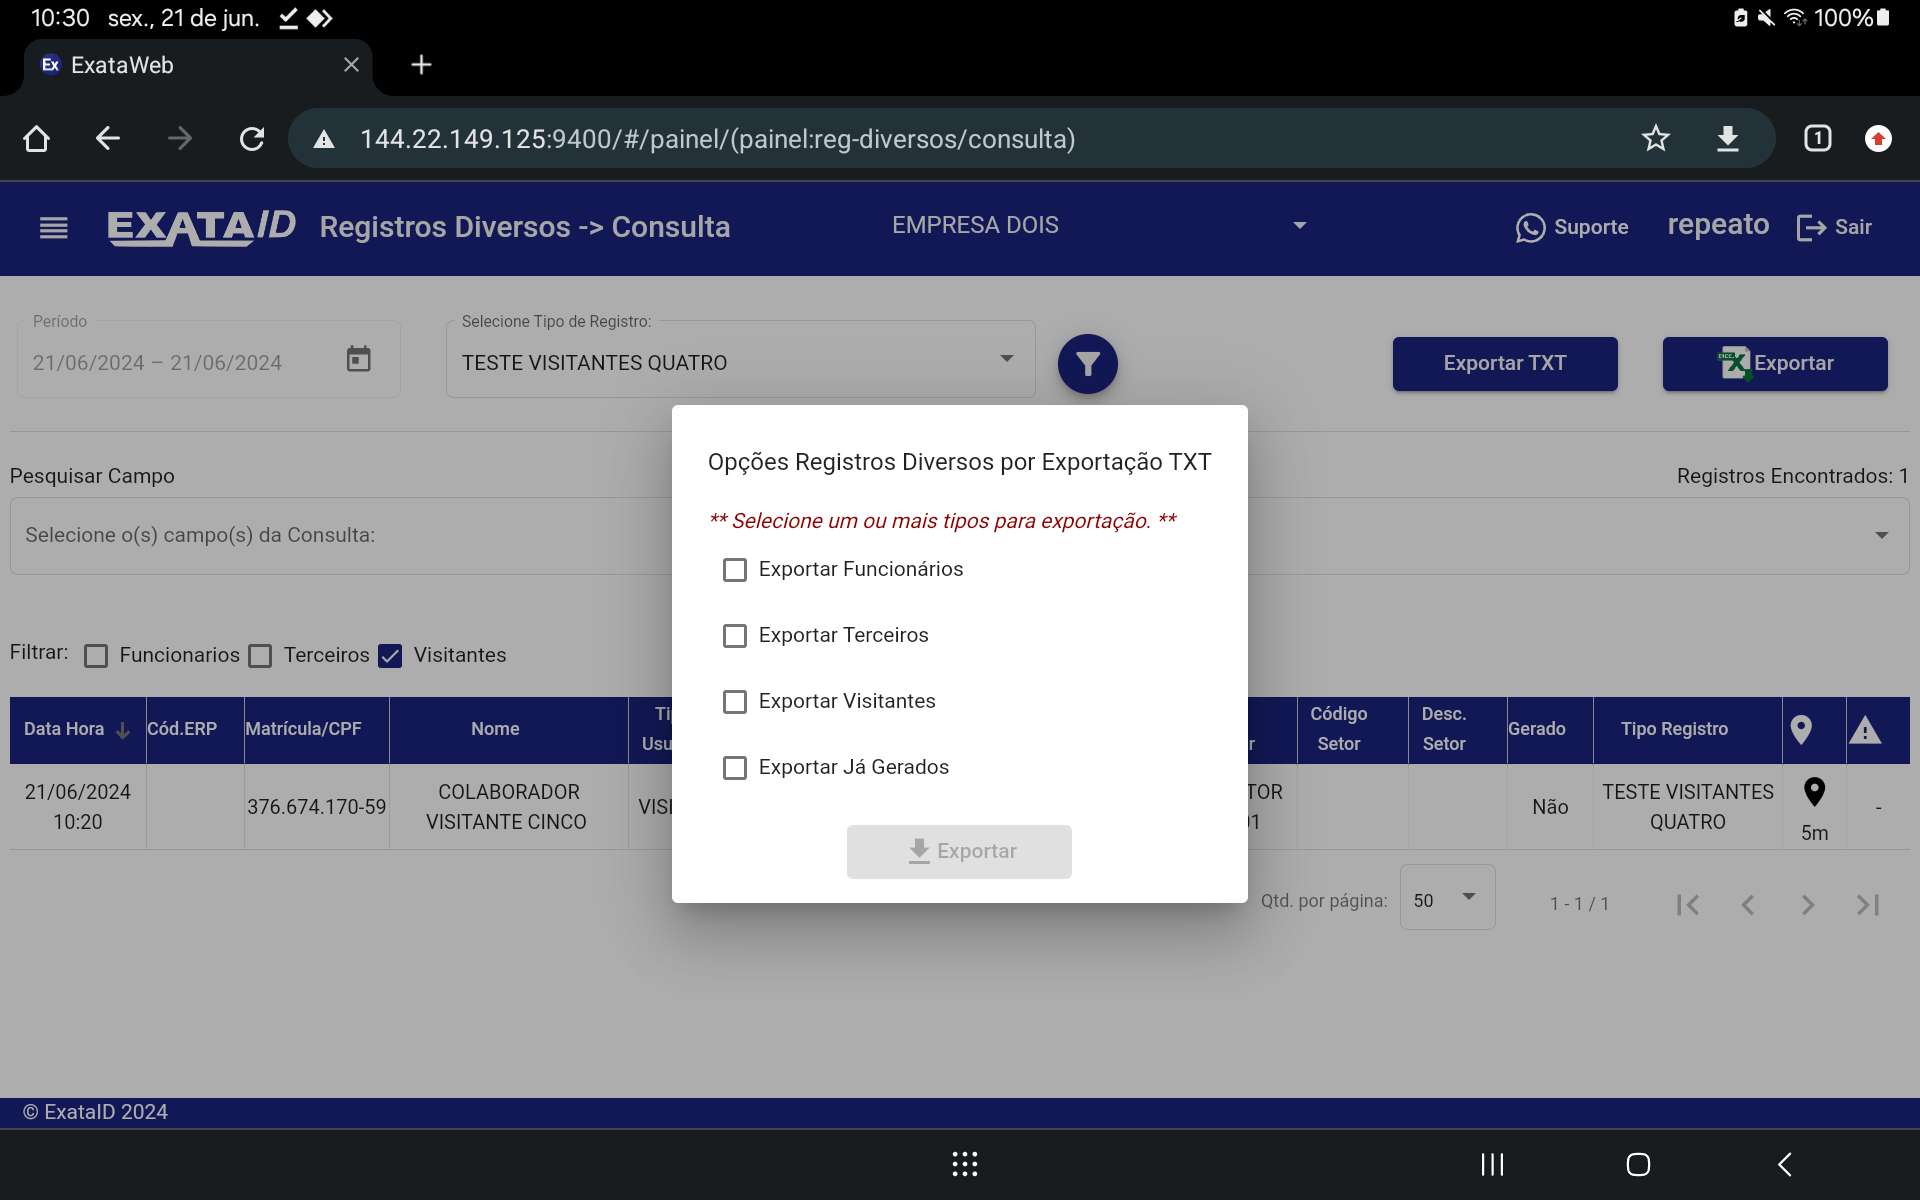 10:30 sex., 21 de jun. 100%
Ex ExataWeb
144.22.149.125:9400/#/painel/(painel:reg-diversos/consulta)
1
EXATAID Registros Diversos -> Consulta EMPRESA DOIS Suporte repeato Sair
Período Selecione Tipo de Registro:
21/06/2024 – 21/06/2024 TESTE VISITANTES QUATRO Exportar TXT Exportar
Opções Registros Diversos por Exportação TXT
** Selecione um ou mais tipos para exportação. **
Exportar Funcionários
Exportar Terceiros
Exportar Visitantes
Exportar Já Gerados
Exportar
Pesquisar Campo Registros Encontrados: 1
Selecione o(s) campo(s) da Consulta:
Filtrar: Funcionarios Terceiros Visitantes
Data Hora Cód.ERP Matrícula/CPF Nome Código Setor Desc. Setor Gerado Tipo Registro
21/06/2024 10:20 376.674.170-59 COLABORADOR VISITANTE CINCO Não TESTE VISITANTES QUATRO 5m -
Qtd. por página: 50 1 - 1 / 1
© ExataID 2024